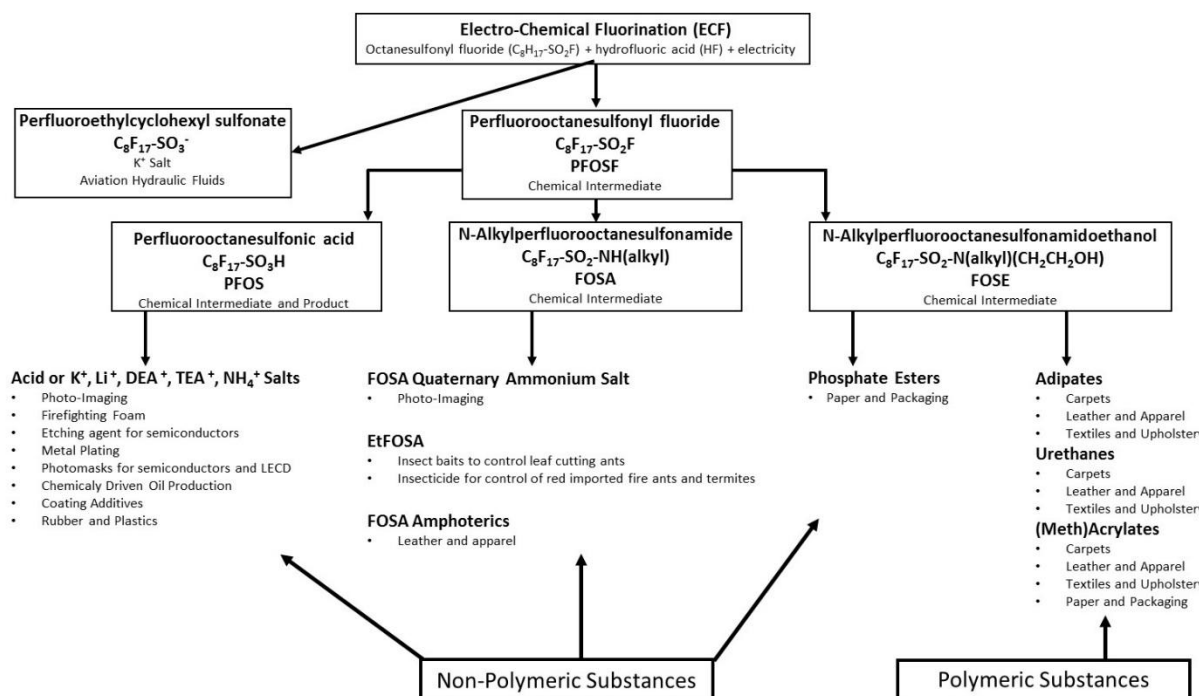 Electro-Chemical Fluorination (ECF)
Octanesulfonyl fluoride (C₈H₁₇-SO₂F) + hydrofluoric acid (HF) + electricity
Perfluoroethylcyclohexyl sulfonate
C₈F₁₇-SO₃⁻
K⁺ Salt
Aviation Hydraulic Fluids
Perfluorooctanesulfonyl fluoride
C₈F₁₇-SO₂F
PFOSF
Chemical Intermediate
Perfluorooctanesulfonic acid
C₈F₁₇-SO₃H
PFOS
Chemical Intermediate and Product
N-Alkylperfluorooctanesulfonamide
C₈F₁₇-SO₂-NH(alkyl)
FOSA
Chemical Intermediate
N-Alkylperfluorooctanesulfonamidoethanol
C₈F₁₇-SO₂-N(alkyl)(CH₂CH₂OH)
FOSE
Chemical Intermediate
Acid or K⁺, Li⁺, DEA⁺, TEA⁺, NH₄⁺ Salts
• Photo-Imaging
• Firefighting Foam
• Etching agent for semiconductors
• Metal Plating
• Photomasks for semiconductors and LECD
• Chemicaly Driven Oil Production
• Coating Additives
• Rubber and Plastics
FOSA Quaternary Ammonium Salt
• Photo-Imaging
EtFOSA
• Insect baits to control leaf cutting ants
• Insecticide for control of red imported fire ants and termites
FOSA Amphoterics
• Leather and apparel
Phosphate Esters
• Paper and Packaging
Adipates
• Carpets
• Leather and Apparel
• Textiles and Upholstery
Urethanes
• Carpets
• Leather and Apparel
• Textiles and Upholstery
(Meth)Acrylates
• Carpets
• Leather and Apparel
• Textiles and Upholstery
• Paper and Packaging
Non-Polymeric Substances
Polymeric Substances